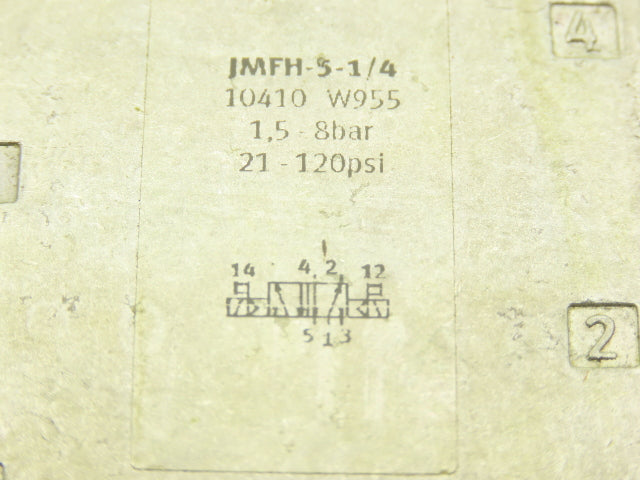 4
JMFH-5-1/4
10410 W955
1,5 - 8bar
21 - 120psi
14 4 2 12
5 1 3
2